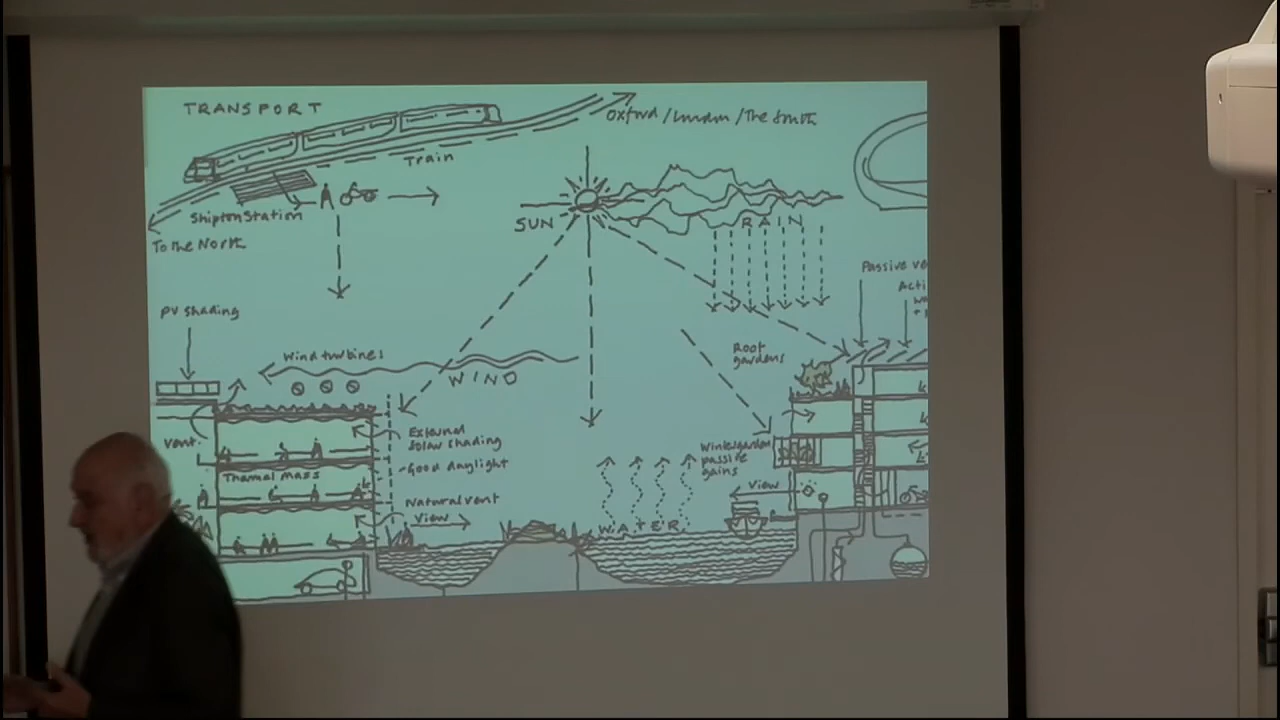 TRANSPORT
Oxford/London/The South
Train
Shipton Station
To the North
SUN
RAIN
Passive
PV shading
Wind turbines
WIND
Roof
gardens
Vent.
External
Solar shading
Good daylight
Thermal Mass
Natural vent
View
Wintergarden
passive
gains
View
WATER